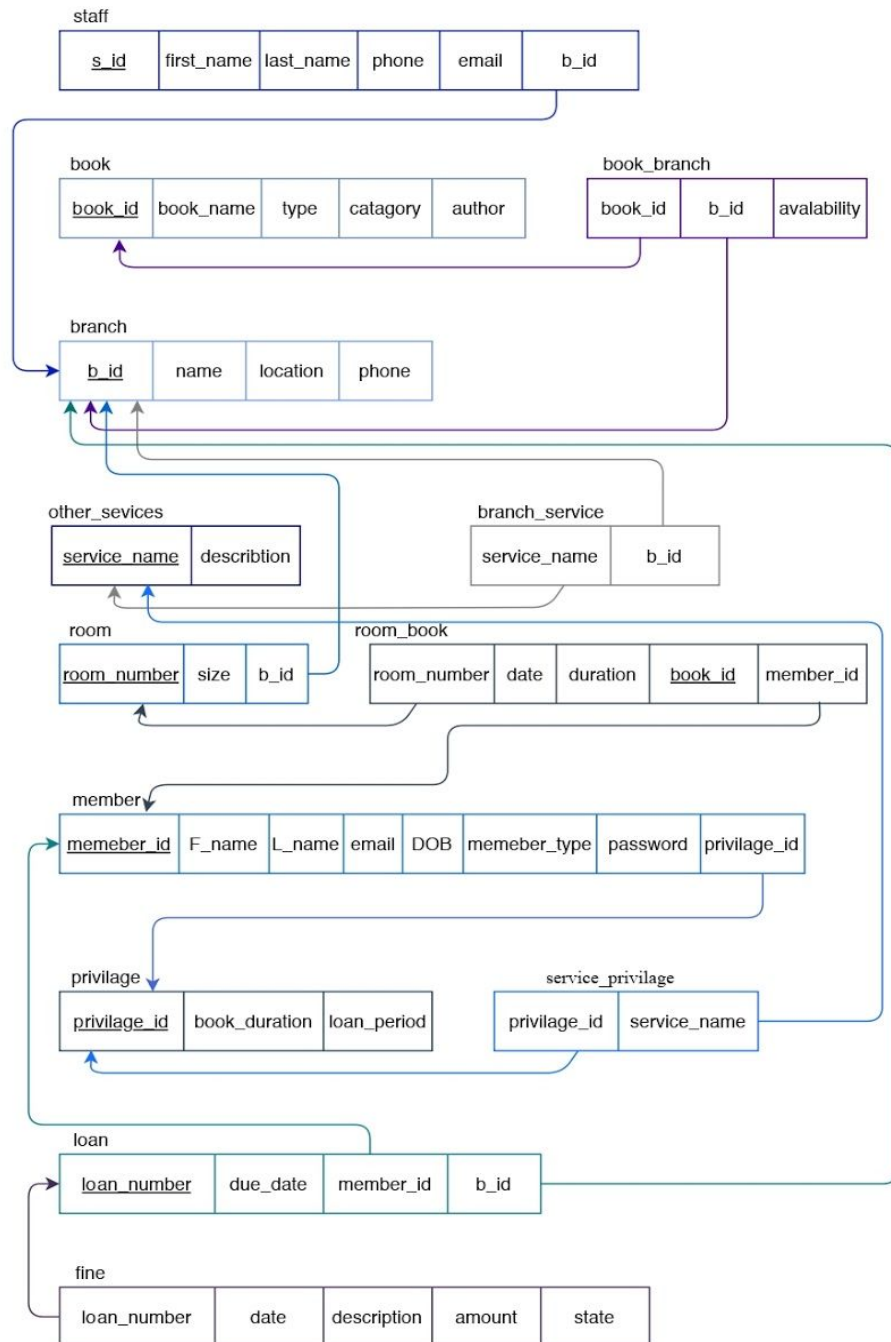 staff
s_id first_name last_name phone email b_id
book book_branch
book_id book_name type catagory author book_id b_id avalability
branch
b_id name location phone
other_sevices branch_service
service_name describtion service_name b_id
room room_book
room_number size b_id room_number date duration book_id member_id
member
memeber_id F_name L_name email DOB memeber_type password privilage_id
privilage service_privilage
privilage_id book_duration loan_period privilage_id service_name
loan
loan_number due_date member_id b_id
fine
loan_number date description amount state